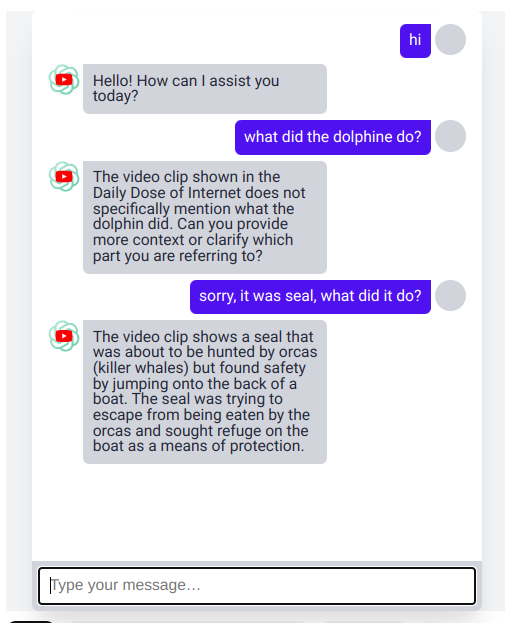 hi
Hello! How can I assist you
today?
what did the dolphine do?
The video clip shown in the
Daily Dose of Internet does not
specifically mention what the
dolphin did. Can you provide
more context or clarify which
part you are referring to?
sorry, it was seal, what did it do?
The video clip shows a seal that
was about to be hunted by orcas
(killer whales) but found safety
by jumping onto the back of a
boat. The seal was trying to
escape from being eaten by the
orcas and sought refuge on the
boat as a means of protection.
Type your message...